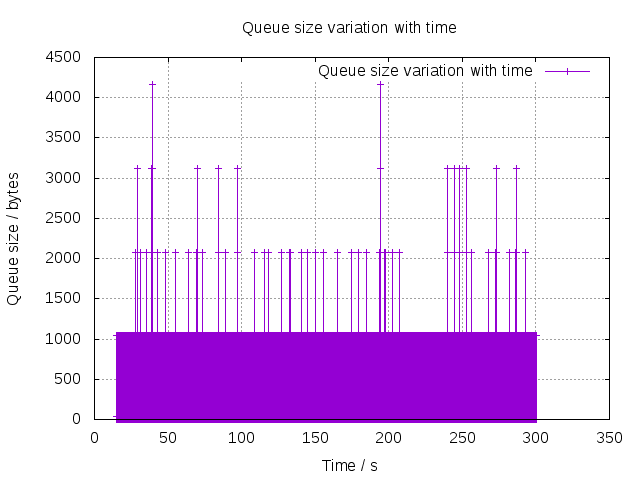 Queue size variation with time
Queue size variation with time
4500
4000
3500
3000
2500
2000
1500
1000
500
0
Queue size / bytes
0 50 100 150 200 250 300 350
Time / s